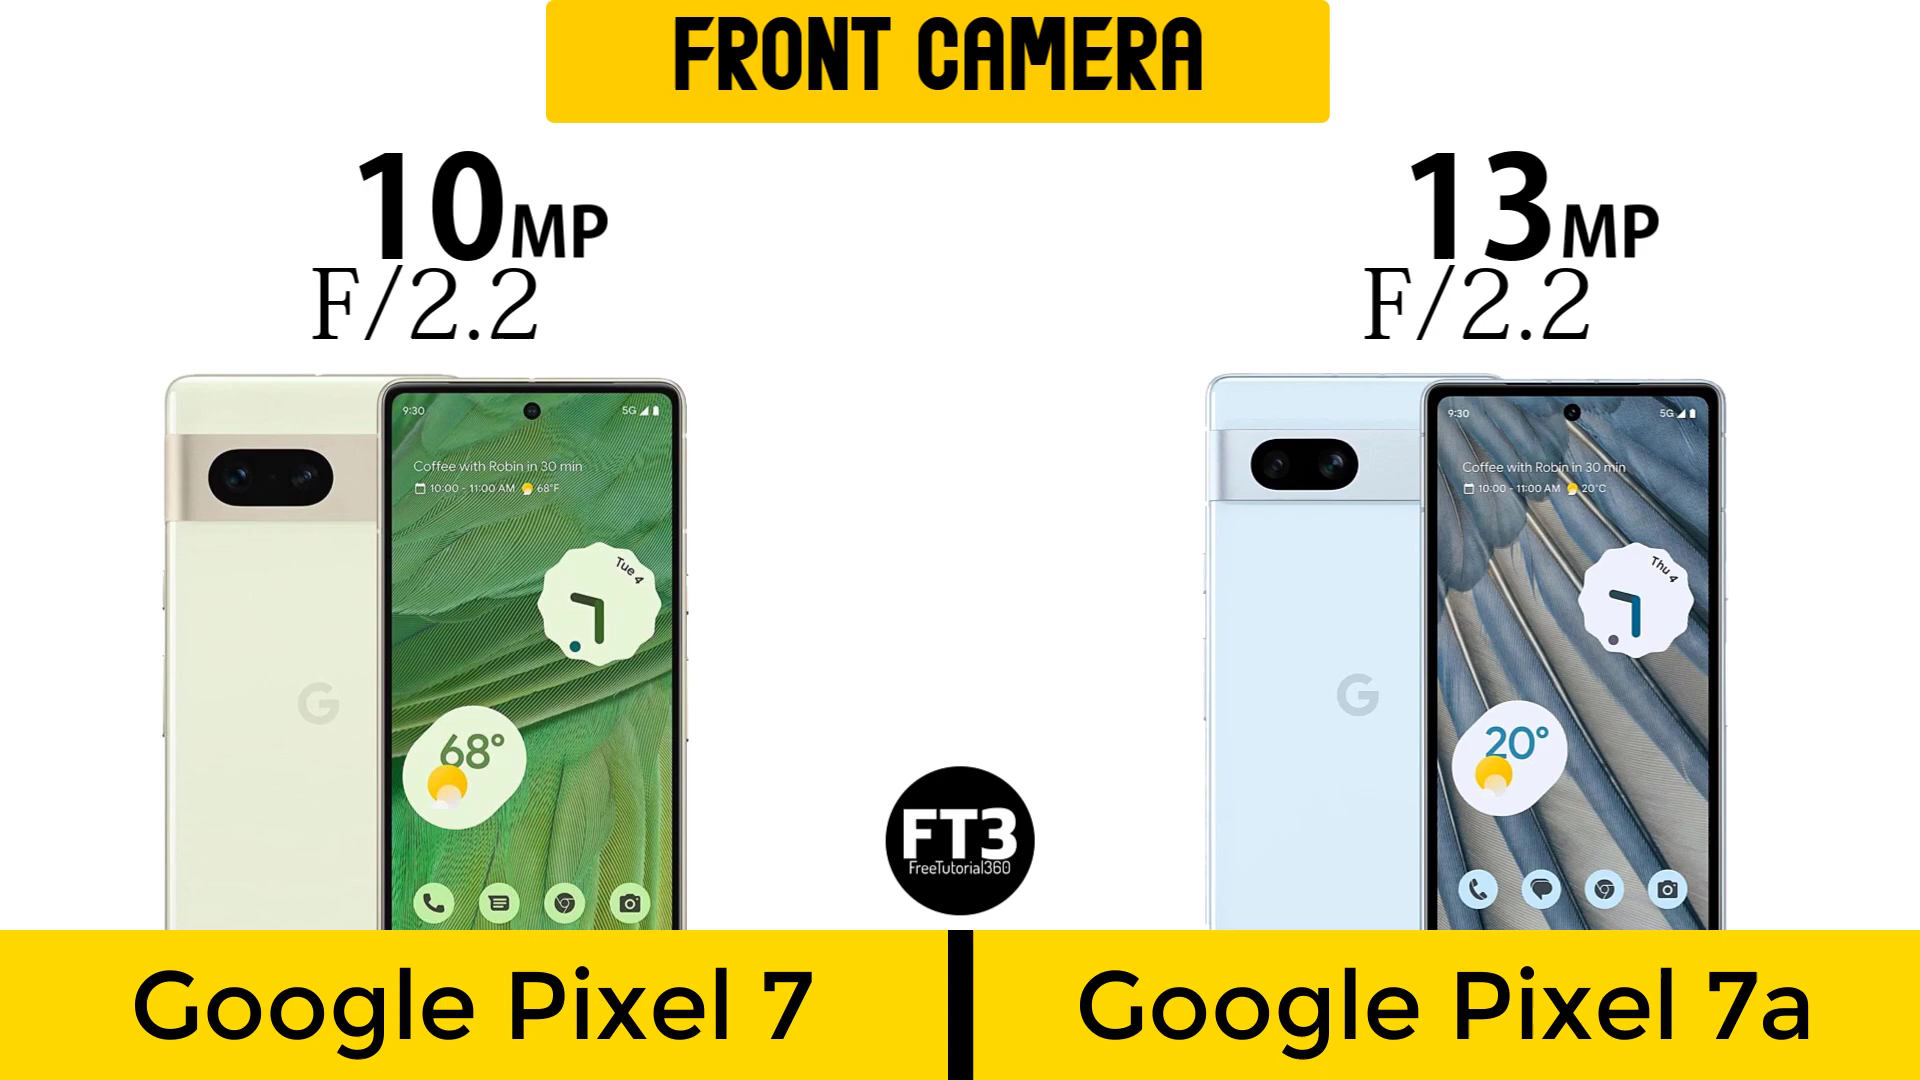 FRONT CAMERA
10MP
F/2.2
13MP
F/2.2
9:30
5G
Coffee with Robin in 30 min
10:00 - 11:00 AM 68°F
Tue 4
68°
G
9:30
5G
Coffee with Robin in 30 min
10:00 - 11:00 AM 20°C
Thu 4
20°
G
FT3
FreeTutorial360
Google Pixel 7
Google Pixel 7a